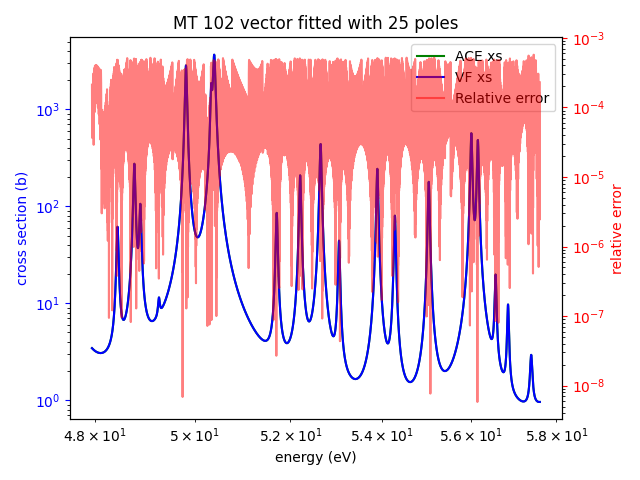 MT 102 vector fitted with 25 poles
ACE xs
VF xs
Relative error
cross section (b)
10⁰
10¹
10²
10³
relative error
10⁻³
10⁻⁴
10⁻⁵
10⁻⁶
10⁻⁷
10⁻⁸
4.8 × 10¹ 5 × 10¹ 5.2 × 10¹ 5.4 × 10¹ 5.6 × 10¹ 5.8 × 10¹
energy (eV)